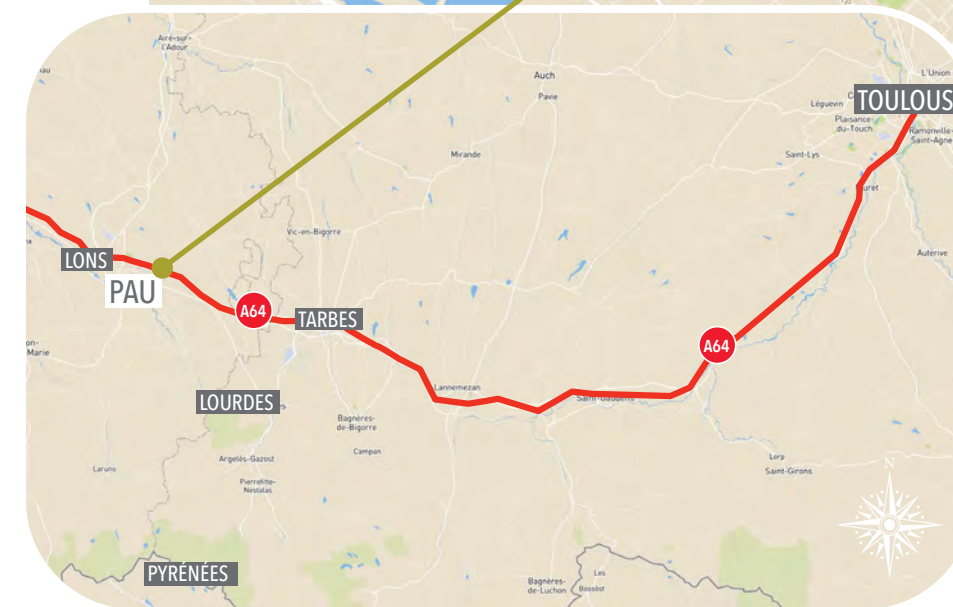 Aire-sur-
l'Adour
Auch
Pavie
L'Union
Léguevin
TOULOUS
Plaisance-
du-Touch
Ramonville-
Saint-Agne
Mirande
Saint-Lys
Muret
Vic-en-Bigorre
Auterive
LONS
PAU
A64
TARBES
A64
Lannemezan
Saint-Gaudens
LOURDES
Bagnères-
de-Bigorre
Campan
Argelès-Gazost
Laruns
Pierrefitte-
Nestalas
Lorp
Saint-Girons
N
PYRÉNÉES
Bagnères-
de-Luchon
Les
Bossòst